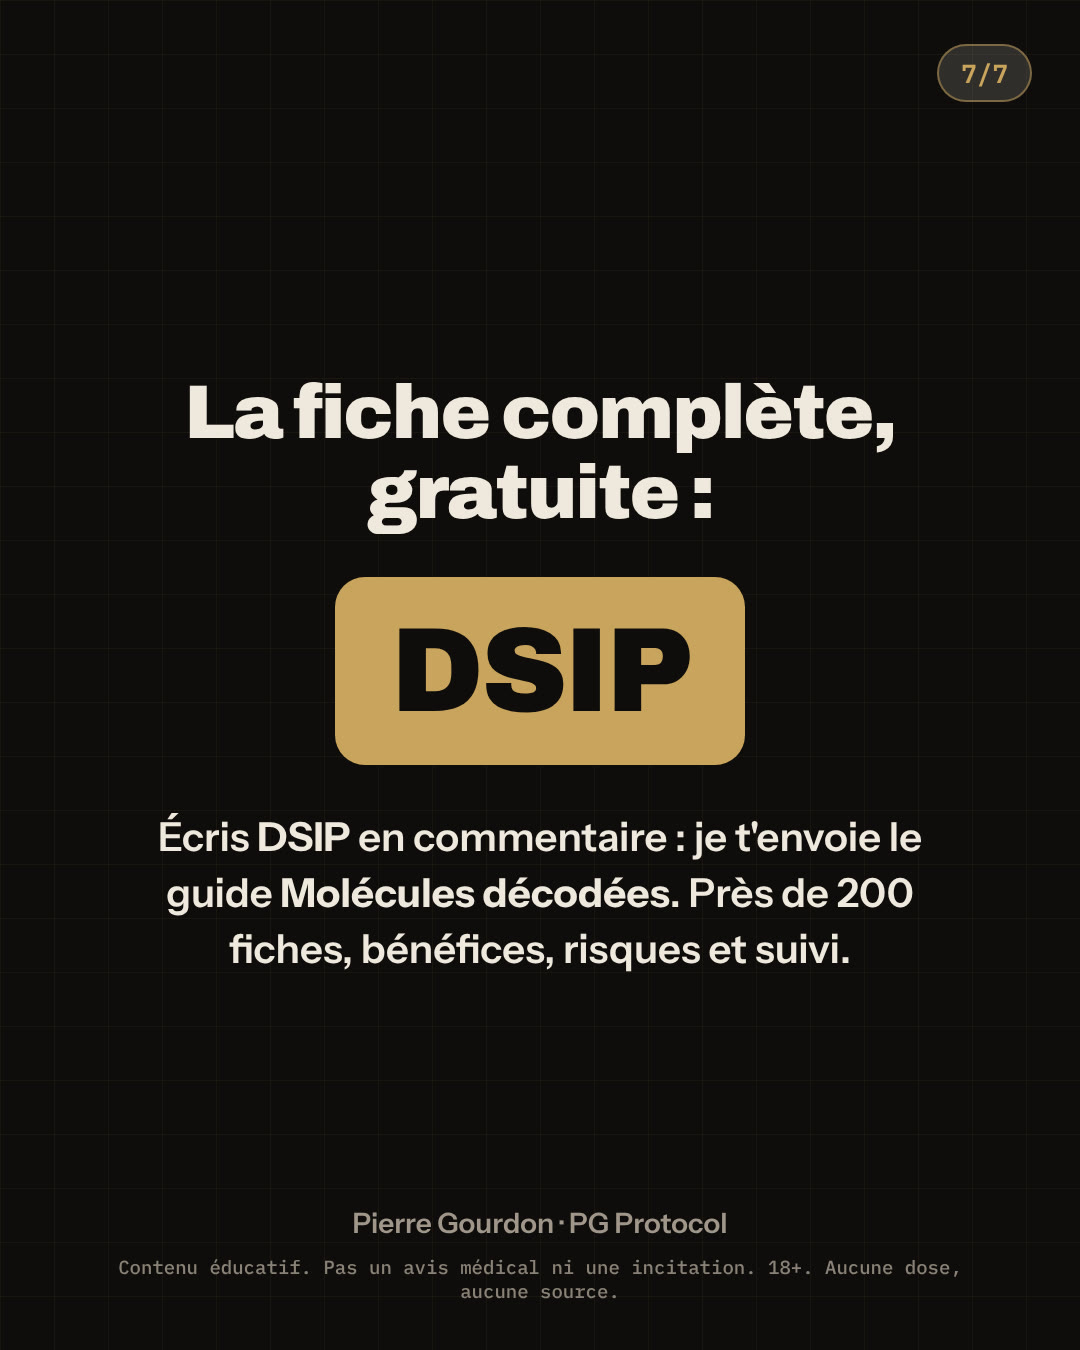 7/7
La fiche complète,
gratuite :
DSIP
Écris DSIP en commentaire : je t'envoie le
guide Molécules décodées. Près de 200
fiches, bénéfices, risques et suivi.
Pierre Gourdon · PG Protocol
Contenu éducatif. Pas un avis médical ni une incitation. 18+. Aucune dose,
aucune source.